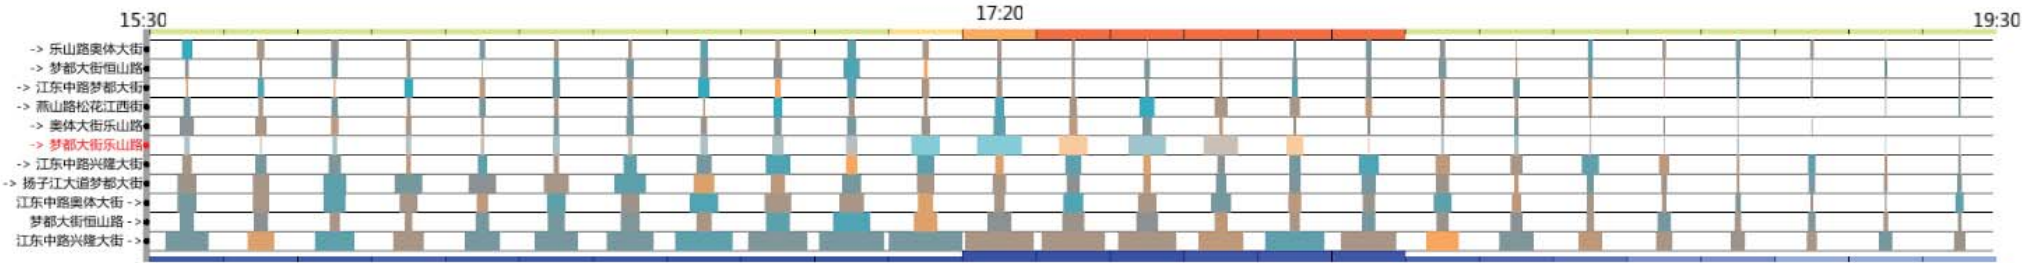 15:30
17:20
19:30
-> 乐山路奥体大街
-> 梦都大街恒山路
-> 江东中路梦都大街
-> 燕山路松花江西街
-> 奥体大街乐山路
-> 梦都大街乐山路
-> 江东中路兴隆大街
-> 扬子江大道梦都大街
江东中路奥体大街 ->
梦都大街恒山路 ->
江东中路兴隆大街 ->